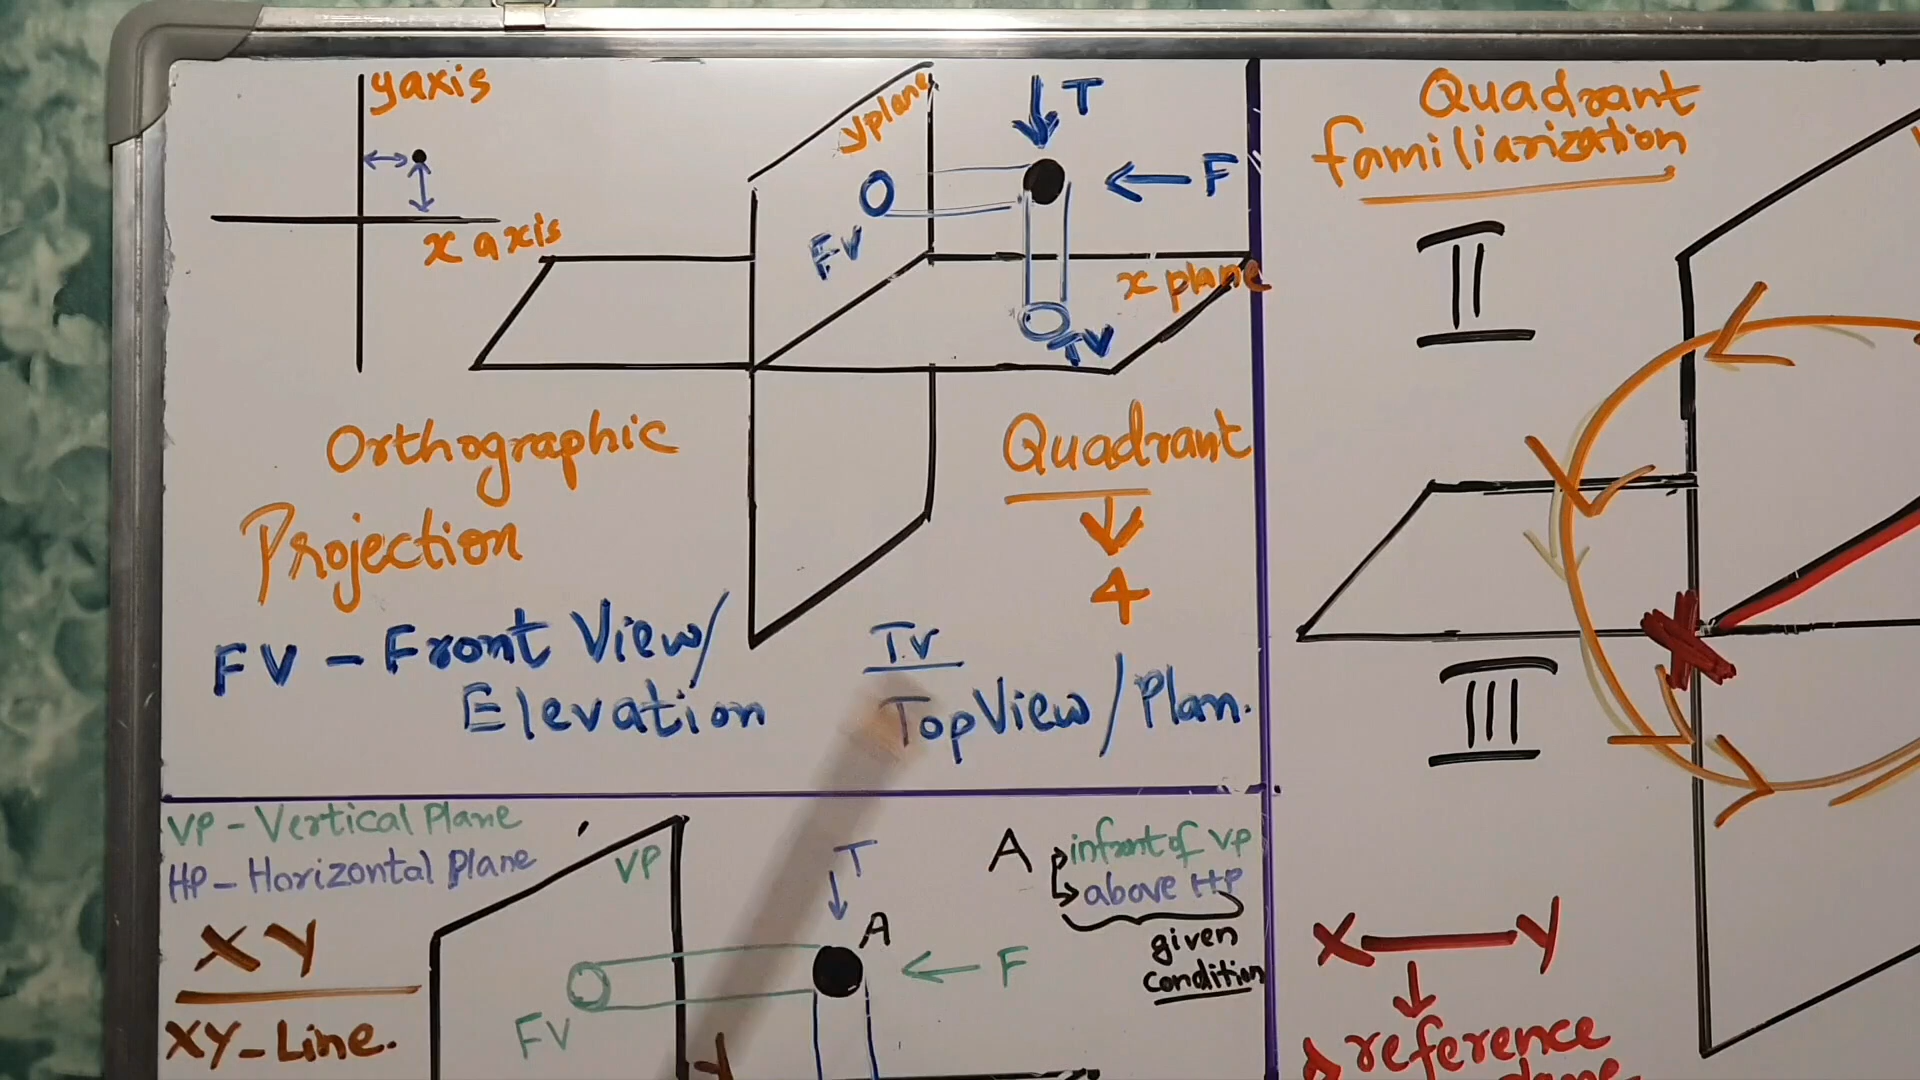 y axis
x axis
y plane
T
F
FV
x plane
TV
Orthographic
Projection
Quadrant
4
FV - Front View/
Elevation
TV
Top View / Plan.
Quadrant
familiarization
II
III
X Y
reference
VP - Vertical Plane
HP - Horizontal Plane
XY
XY-Line.
VP
T
A
F
FV
Y
A
infront of VP
above HP
given
condition